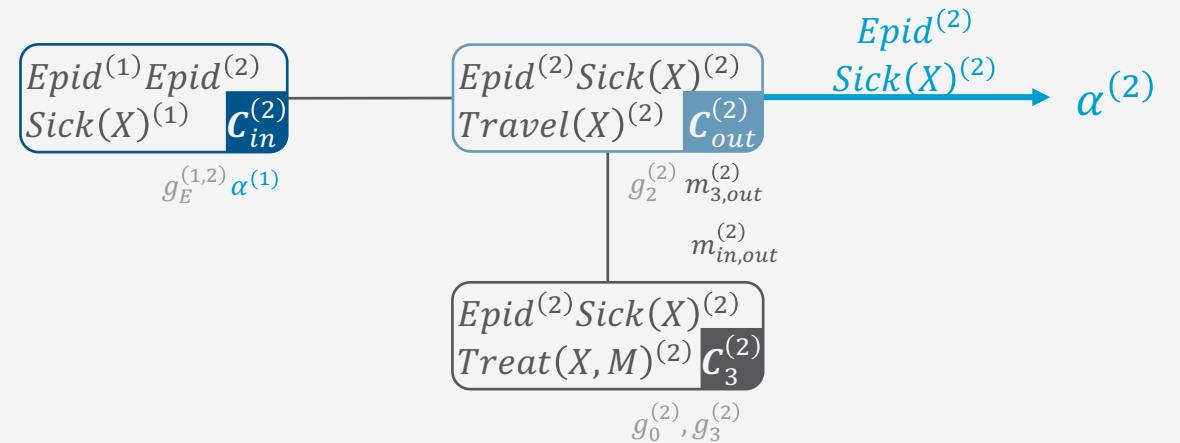 Epid⁽¹⁾Epid⁽²⁾
Sick(X)⁽¹⁾ C_in⁽²⁾
g_E⁽¹,²⁾ α⁽¹⁾
Epid⁽²⁾Sick(X)⁽²⁾
Travel(X)⁽²⁾ C_out⁽²⁾
g_2⁽²⁾ m_3,out⁽²⁾
m_in,out⁽²⁾
Epid⁽²⁾
Sick(X)⁽²⁾
α⁽²⁾
Epid⁽²⁾Sick(X)⁽²⁾
Treat(X, M)⁽²⁾ C_3⁽²⁾
g_0⁽²⁾, g_3⁽²⁾